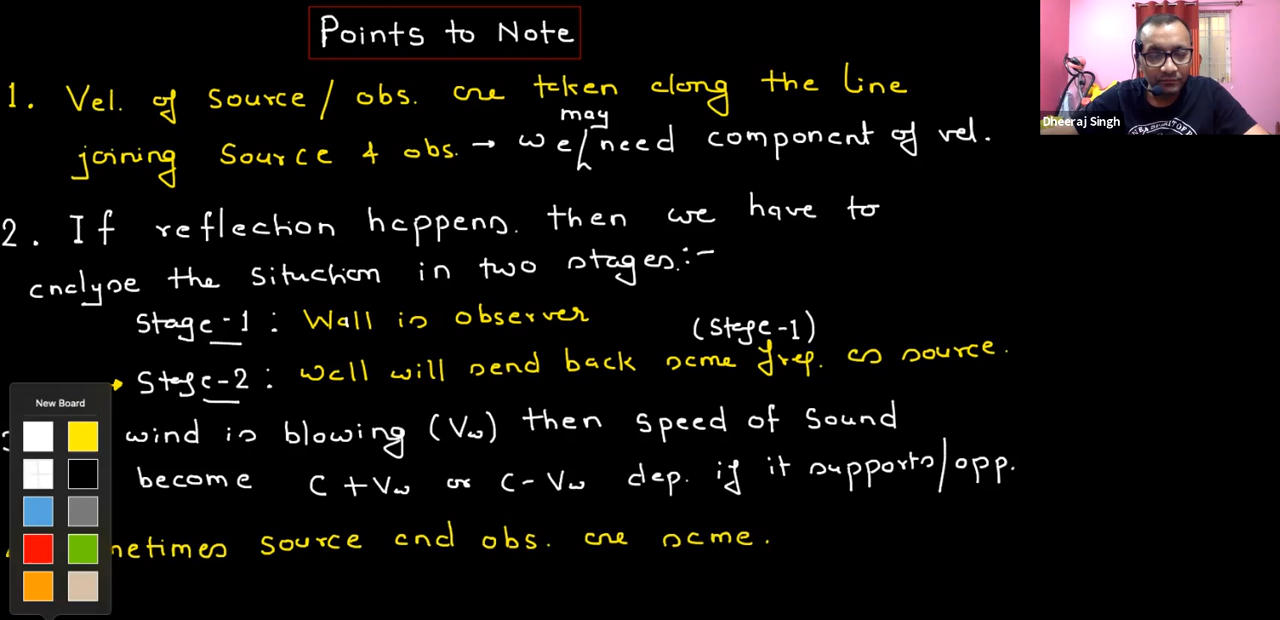 Points to Note
1. Vel. of source / obs. are taken along the line
joining source & obs. → we may need component of vel.
2. If reflection happens. then we have to
analyse the situation in two stages:-
Stage-1: Wall is observer
(Stage-1)
Stage-2: Wall will send back same freq. as source.
wind is blowing (Vw) then speed of sound
become C + Vw or C - Vw dep. if it supports/opp.
metimes source and obs. are same.
Dheeraj Singh
New Board